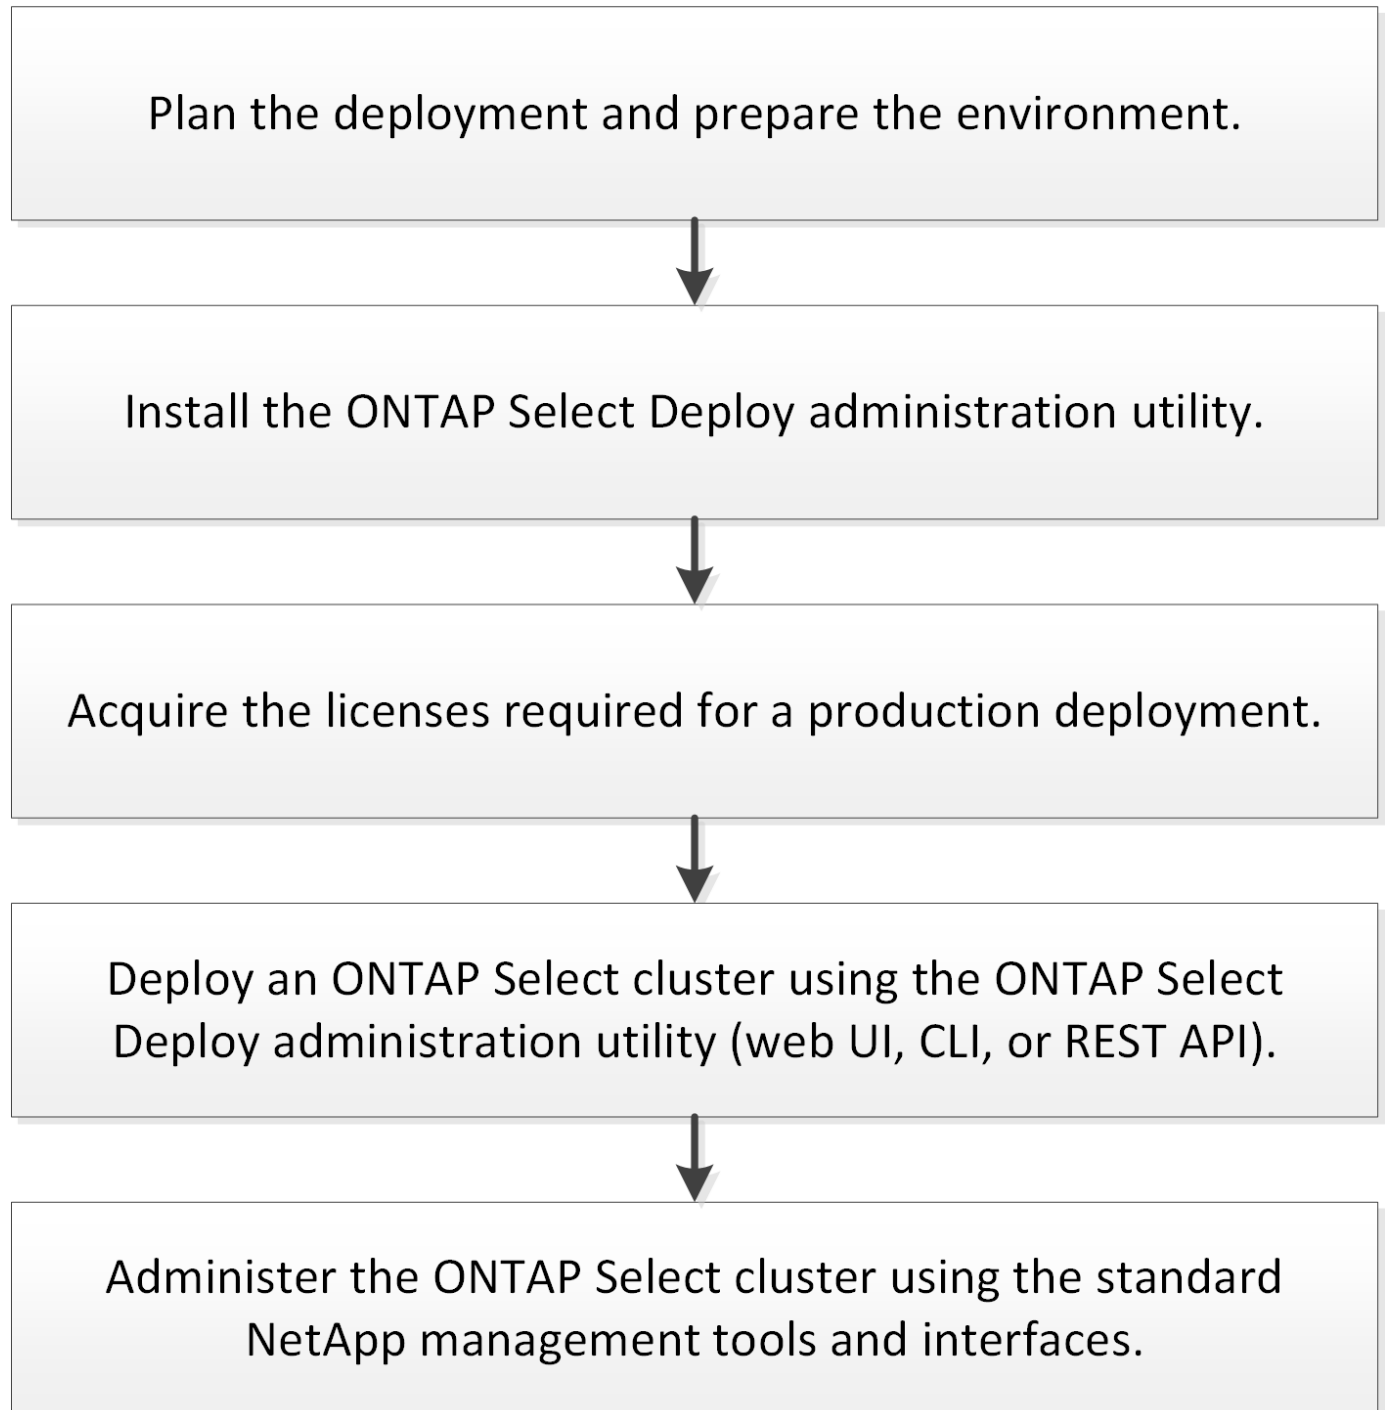 Plan the deployment and prepare the environment.
Install the ONTAP Select Deploy administration utility.
Acquire the licenses required for a production deployment.
Deploy an ONTAP Select cluster using the ONTAP Select
Deploy administration utility (web UI, CLI, or REST API).
Administer the ONTAP Select cluster using the standard
NetApp management tools and interfaces.